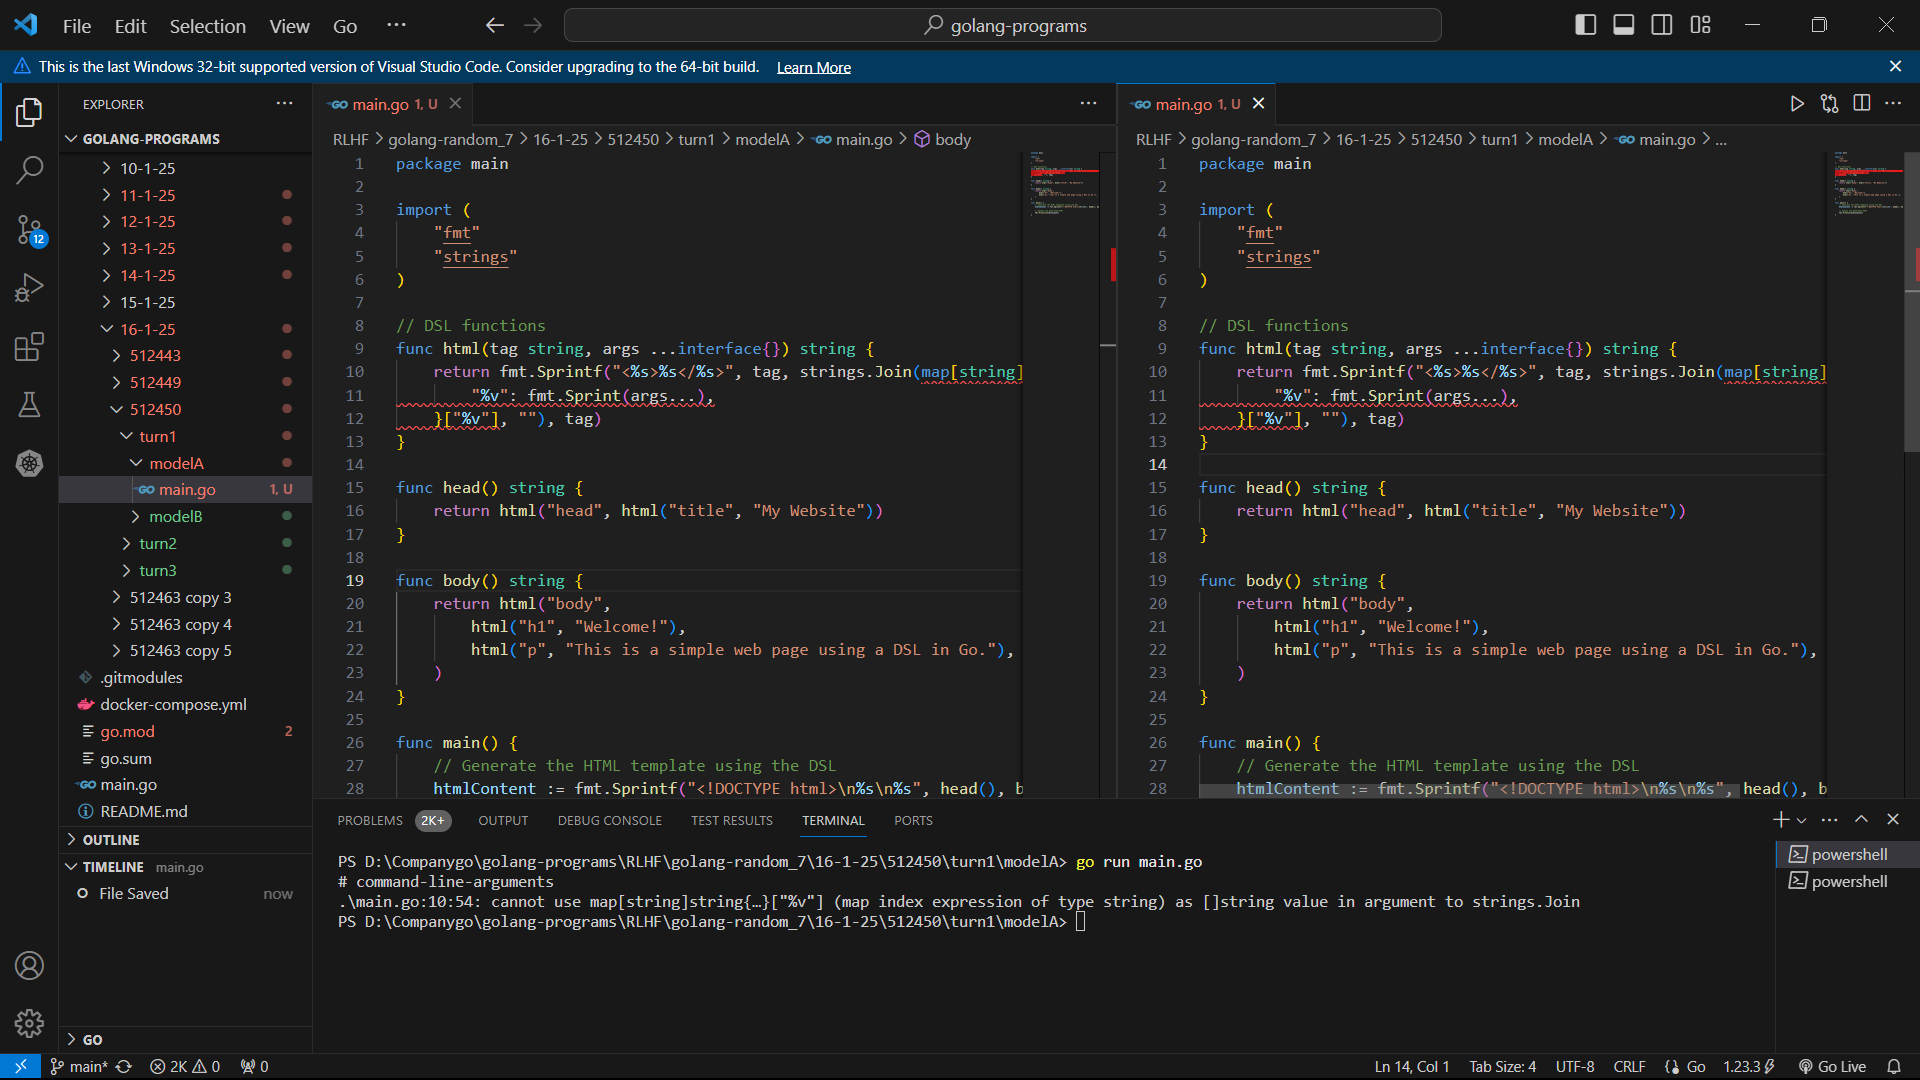 File Edit Selection View Go ··· golang-programs
This is the last Windows 32-bit supported version of Visual Studio Code. Consider upgrading to the 64-bit build. Learn More
EXPLORER ···
GOLANG-PROGRAMS
10-1-25
11-1-25
12-1-25
13-1-25
14-1-25
15-1-25
16-1-25
512443
512449
512450
turn1
modelA
main.go 1, U
modelB
turn2
turn3
512463 copy 3
512463 copy 4
512463 copy 5
.gitmodules
docker-compose.yml
go.mod 2
go.sum
main.go
README.md
OUTLINE
TIMELINE main.go
File Saved now
GO
12
main.go 1, U
RLHF > golang-random_7 > 16-1-25 > 512450 > turn1 > modelA > main.go > body
1 package main
2
3 import (
4 "fmt"
5 "strings"
6 )
7
8 // DSL functions
9 func html(tag string, args ...interface{}) string {
10 return fmt.Sprintf("<%s>%s</%s>", tag, strings.Join(map[string]
11 "%v": fmt.Sprint(args...),
12 }["%v"], ""), tag)
13 }
14
15 func head() string {
16 return html("head", html("title", "My Website"))
17 }
18
19 func body() string {
20 return html("body",
21 html("h1", "Welcome!"),
22 html("p", "This is a simple web page using a DSL in Go."),
23 )
24 }
25
26 func main() {
27 // Generate the HTML template using the DSL
28 htmlContent := fmt.Sprintf("<!DOCTYPE html>\n%s\n%s", head(), b
main.go 1, U
RLHF > golang-random_7 > 16-1-25 > 512450 > turn1 > modelA > main.go > ...
1 package main
2
3 import (
4 "fmt"
5 "strings"
6 )
7
8 // DSL functions
9 func html(tag string, args ...interface{}) string {
10 return fmt.Sprintf("<%s>%s</%s>", tag, strings.Join(map[string]
11 "%v": fmt.Sprint(args...),
12 }["%v"], ""), tag)
13 }
14
15 func head() string {
16 return html("head", html("title", "My Website"))
17 }
18
19 func body() string {
20 return html("body",
21 html("h1", "Welcome!"),
22 html("p", "This is a simple web page using a DSL in Go."),
23 )
24 }
25
26 func main() {
27 // Generate the HTML template using the DSL
28 htmlContent := fmt.Sprintf("<!DOCTYPE html>\n%s\n%s", head(), b
PROBLEMS 2K+ OUTPUT DEBUG CONSOLE TEST RESULTS TERMINAL PORTS
PS D:\Companygo\golang-programs\RLHF\golang-random_7\16-1-25\512450\turn1\modelA> go run main.go
# command-line-arguments
.\main.go:10:54: cannot use map[string]string{…}["%v"] (map index expression of type string) as []string value in argument to strings.Join
PS D:\Companygo\golang-programs\RLHF\golang-random_7\16-1-25\512450\turn1\modelA>
powershell
powershell
main* 2K 0 0 Ln 14, Col 1 Tab Size: 4 UTF-8 CRLF Go 1.23.3 Go Live